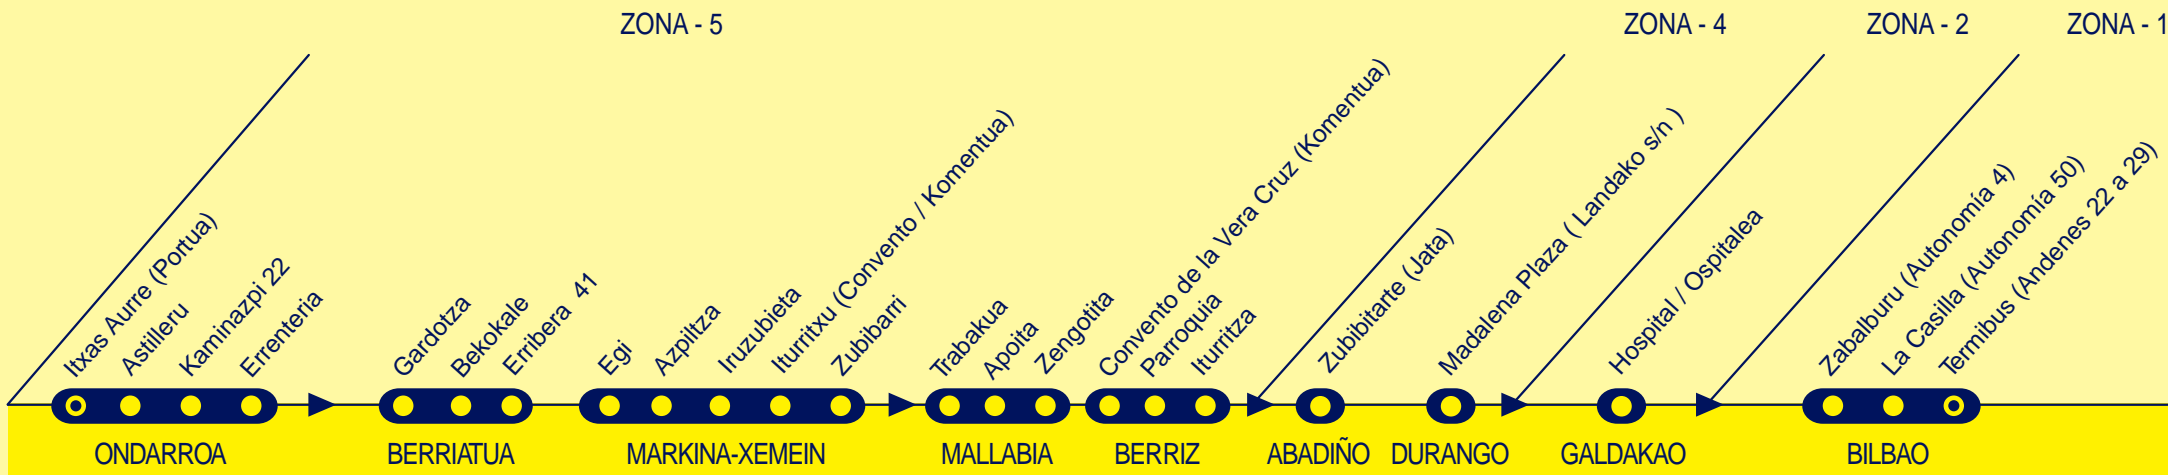 ZONA - 5
ZONA - 4
ZONA - 2
ZONA - 1
Itxas Aurre (Portua)
Astilleru
Kaminazpi 22
Errenteria
Gardotza
Bekokale
Erribera 41
Egi
Azpiltza
Iruzubieta
Iturritxu (Convento / Komentua)
Zubibarri
Trabakua
Apoita
Zengotita
Convento de la Vera Cruz (Komentua)
Parroquia
Iturritza
Zubibitarte (Jata)
Madalena Plaza ( Landako s/n )
Hospital / Ospitalea
Zabalburu (Autonomía 4)
La Casilla (Autonomía 50)
Termibus (Andenes 22 a 29)
ONDARROA
BERRIATUA
MARKINA-XEMEIN
MALLABIA
BERRIZ
ABADIÑO
DURANGO
GALDAKAO
BILBAO